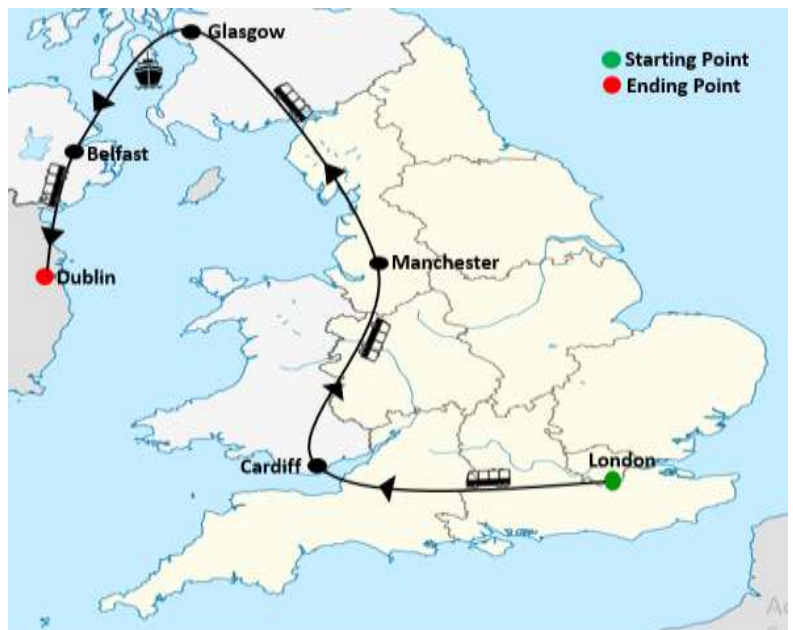 Glasgow
Starting Point
Ending Point
Belfast
Manchester
Dublin
London
Cardiff